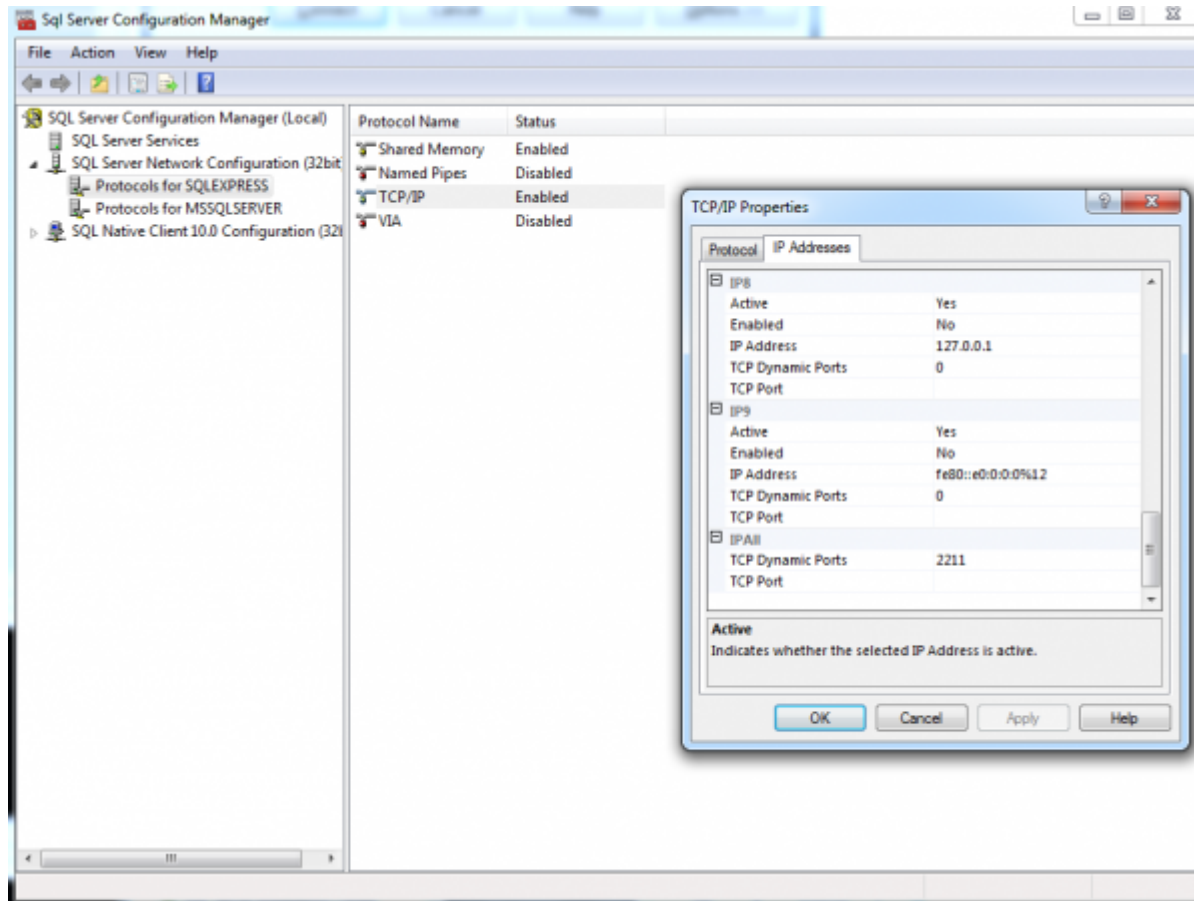 Sql Server Configuration Manager
File Action View Help
SQL Server Configuration Manager (Local)
SQL Server Services
SQL Server Network Configuration (32bit
Protocols for SQLEXPRESS
Protocols for MSSQLSERVER
SQL Native Client 10.0 Configuration (32
Protocol Name Status
Shared Memory Enabled
Named Pipes Disabled
TCP/IP Enabled
VIA Disabled
TCP/IP Properties
Protocol IP Addresses
IP8
Active Yes
Enabled No
IP Address 127.0.0.1
TCP Dynamic Ports 0
TCP Port
IP9
Active Yes
Enabled No
IP Address fe80::e0:0:0:0%12
TCP Dynamic Ports 0
TCP Port
IPAll
TCP Dynamic Ports 2211
TCP Port
Active
Indicates whether the selected IP Address is active.
OK Cancel Apply Help